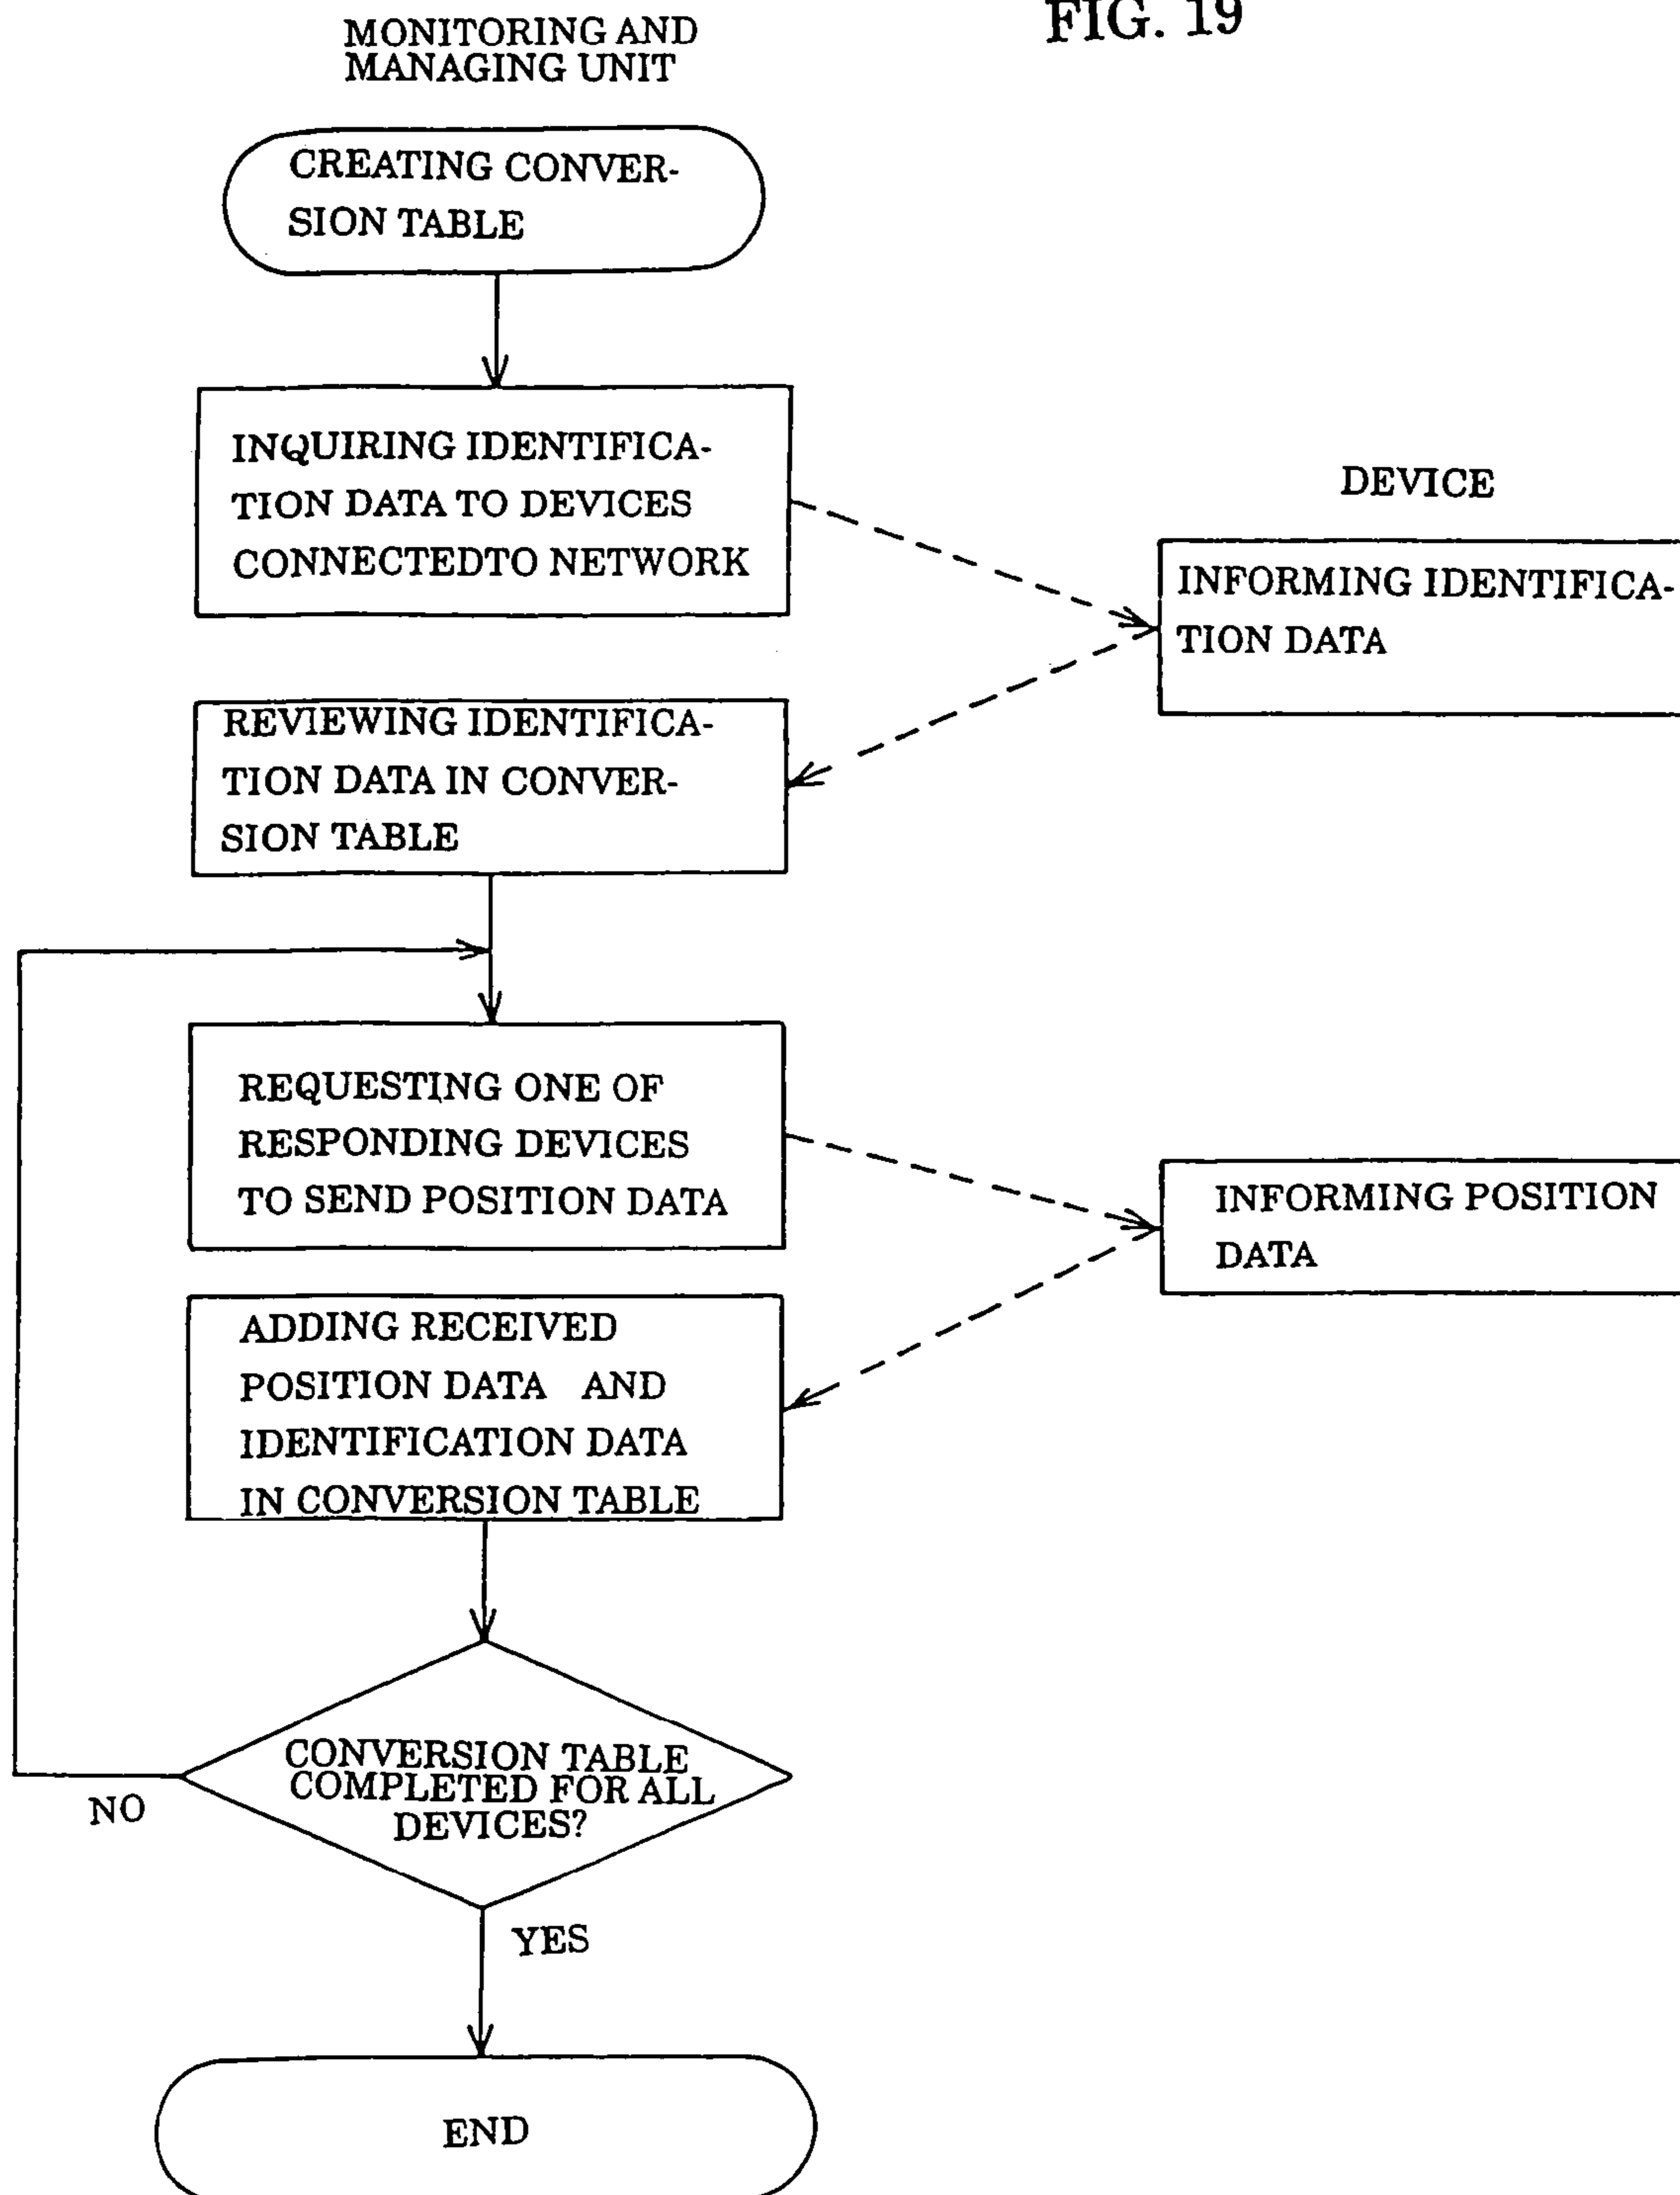 FIG. 19
MONITORING AND
MANAGING UNIT
CREATING CONVER-
SION TABLE
INQUIRING IDENTIFICA-
TION DATA TO DEVICES
CONNECTEDTO NETWORK
DEVICE
INFORMING IDENTIFICA-
TION DATA
REVIEWING IDENTIFICA-
TION DATA IN CONVER-
SION TABLE
REQUESTING ONE OF
RESPONDING DEVICES
TO SEND POSITION DATA
INFORMING POSITION
DATA
ADDING RECEIVED
POSITION DATA AND
IDENTIFICATION DATA
IN CONVERSION TABLE
CONVERSION TABLE
COMPLETED FOR ALL
DEVICES?
NO
YES
END